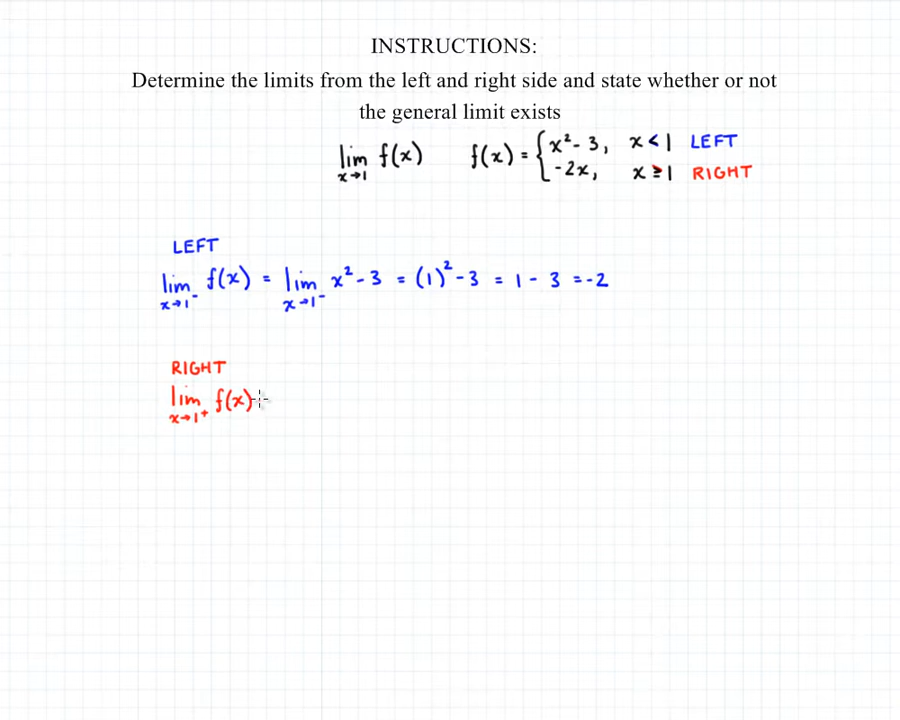 INSTRUCTIONS:
Determine the limits from the left and right side and state whether or not
the general limit exists
lim x→1 f(x) f(x) = { x² - 3, x < 1 LEFT
-2x, x ≥ 1 RIGHT
LEFT
lim x→1⁻ f(x) = lim x→1⁻ x² - 3 = (1)² - 3 = 1 - 3 = -2
RIGHT
lim x→1⁺ f(x)